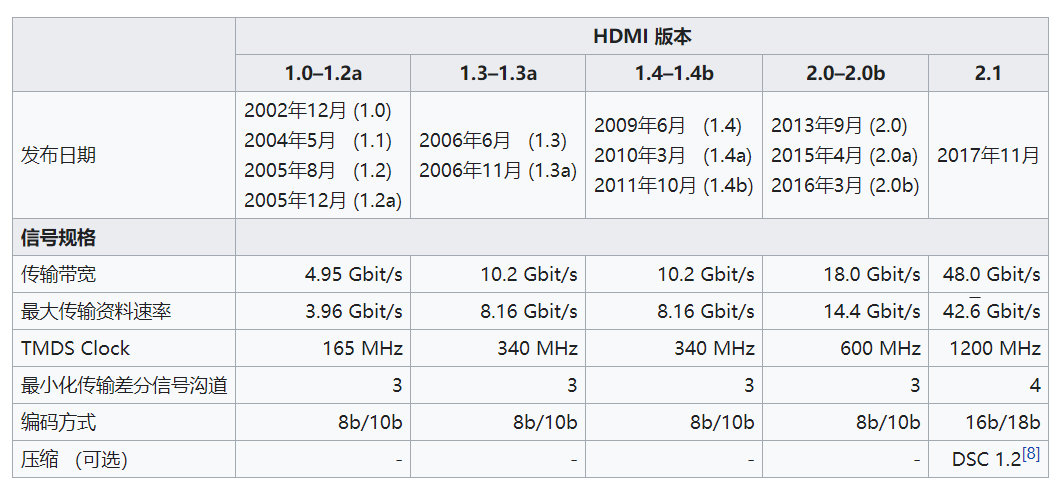 HDMI 版本
1.0–1.2a 1.3–1.3a 1.4–1.4b 2.0–2.0b 2.1
发布日期
2002年12月 (1.0)
2004年5月 (1.1)
2005年8月 (1.2)
2005年12月 (1.2a)
2006年6月 (1.3)
2006年11月 (1.3a)
2009年6月 (1.4)
2010年3月 (1.4a)
2011年10月 (1.4b)
2013年9月 (2.0)
2015年4月 (2.0a)
2016年3月 (2.0b)
2017年11月
信号规格
传输带宽 4.95 Gbit/s 10.2 Gbit/s 10.2 Gbit/s 18.0 Gbit/s 48.0 Gbit/s
最大传输资料速率 3.96 Gbit/s 8.16 Gbit/s 8.16 Gbit/s 14.4 Gbit/s 42.6̅ Gbit/s
TMDS Clock 165 MHz 340 MHz 340 MHz 600 MHz 1200 MHz
最小化传输差分信号沟道 3 3 3 3 4
编码方式 8b/10b 8b/10b 8b/10b 8b/10b 16b/18b
压缩 (可选) - - - - DSC 1.2[8]